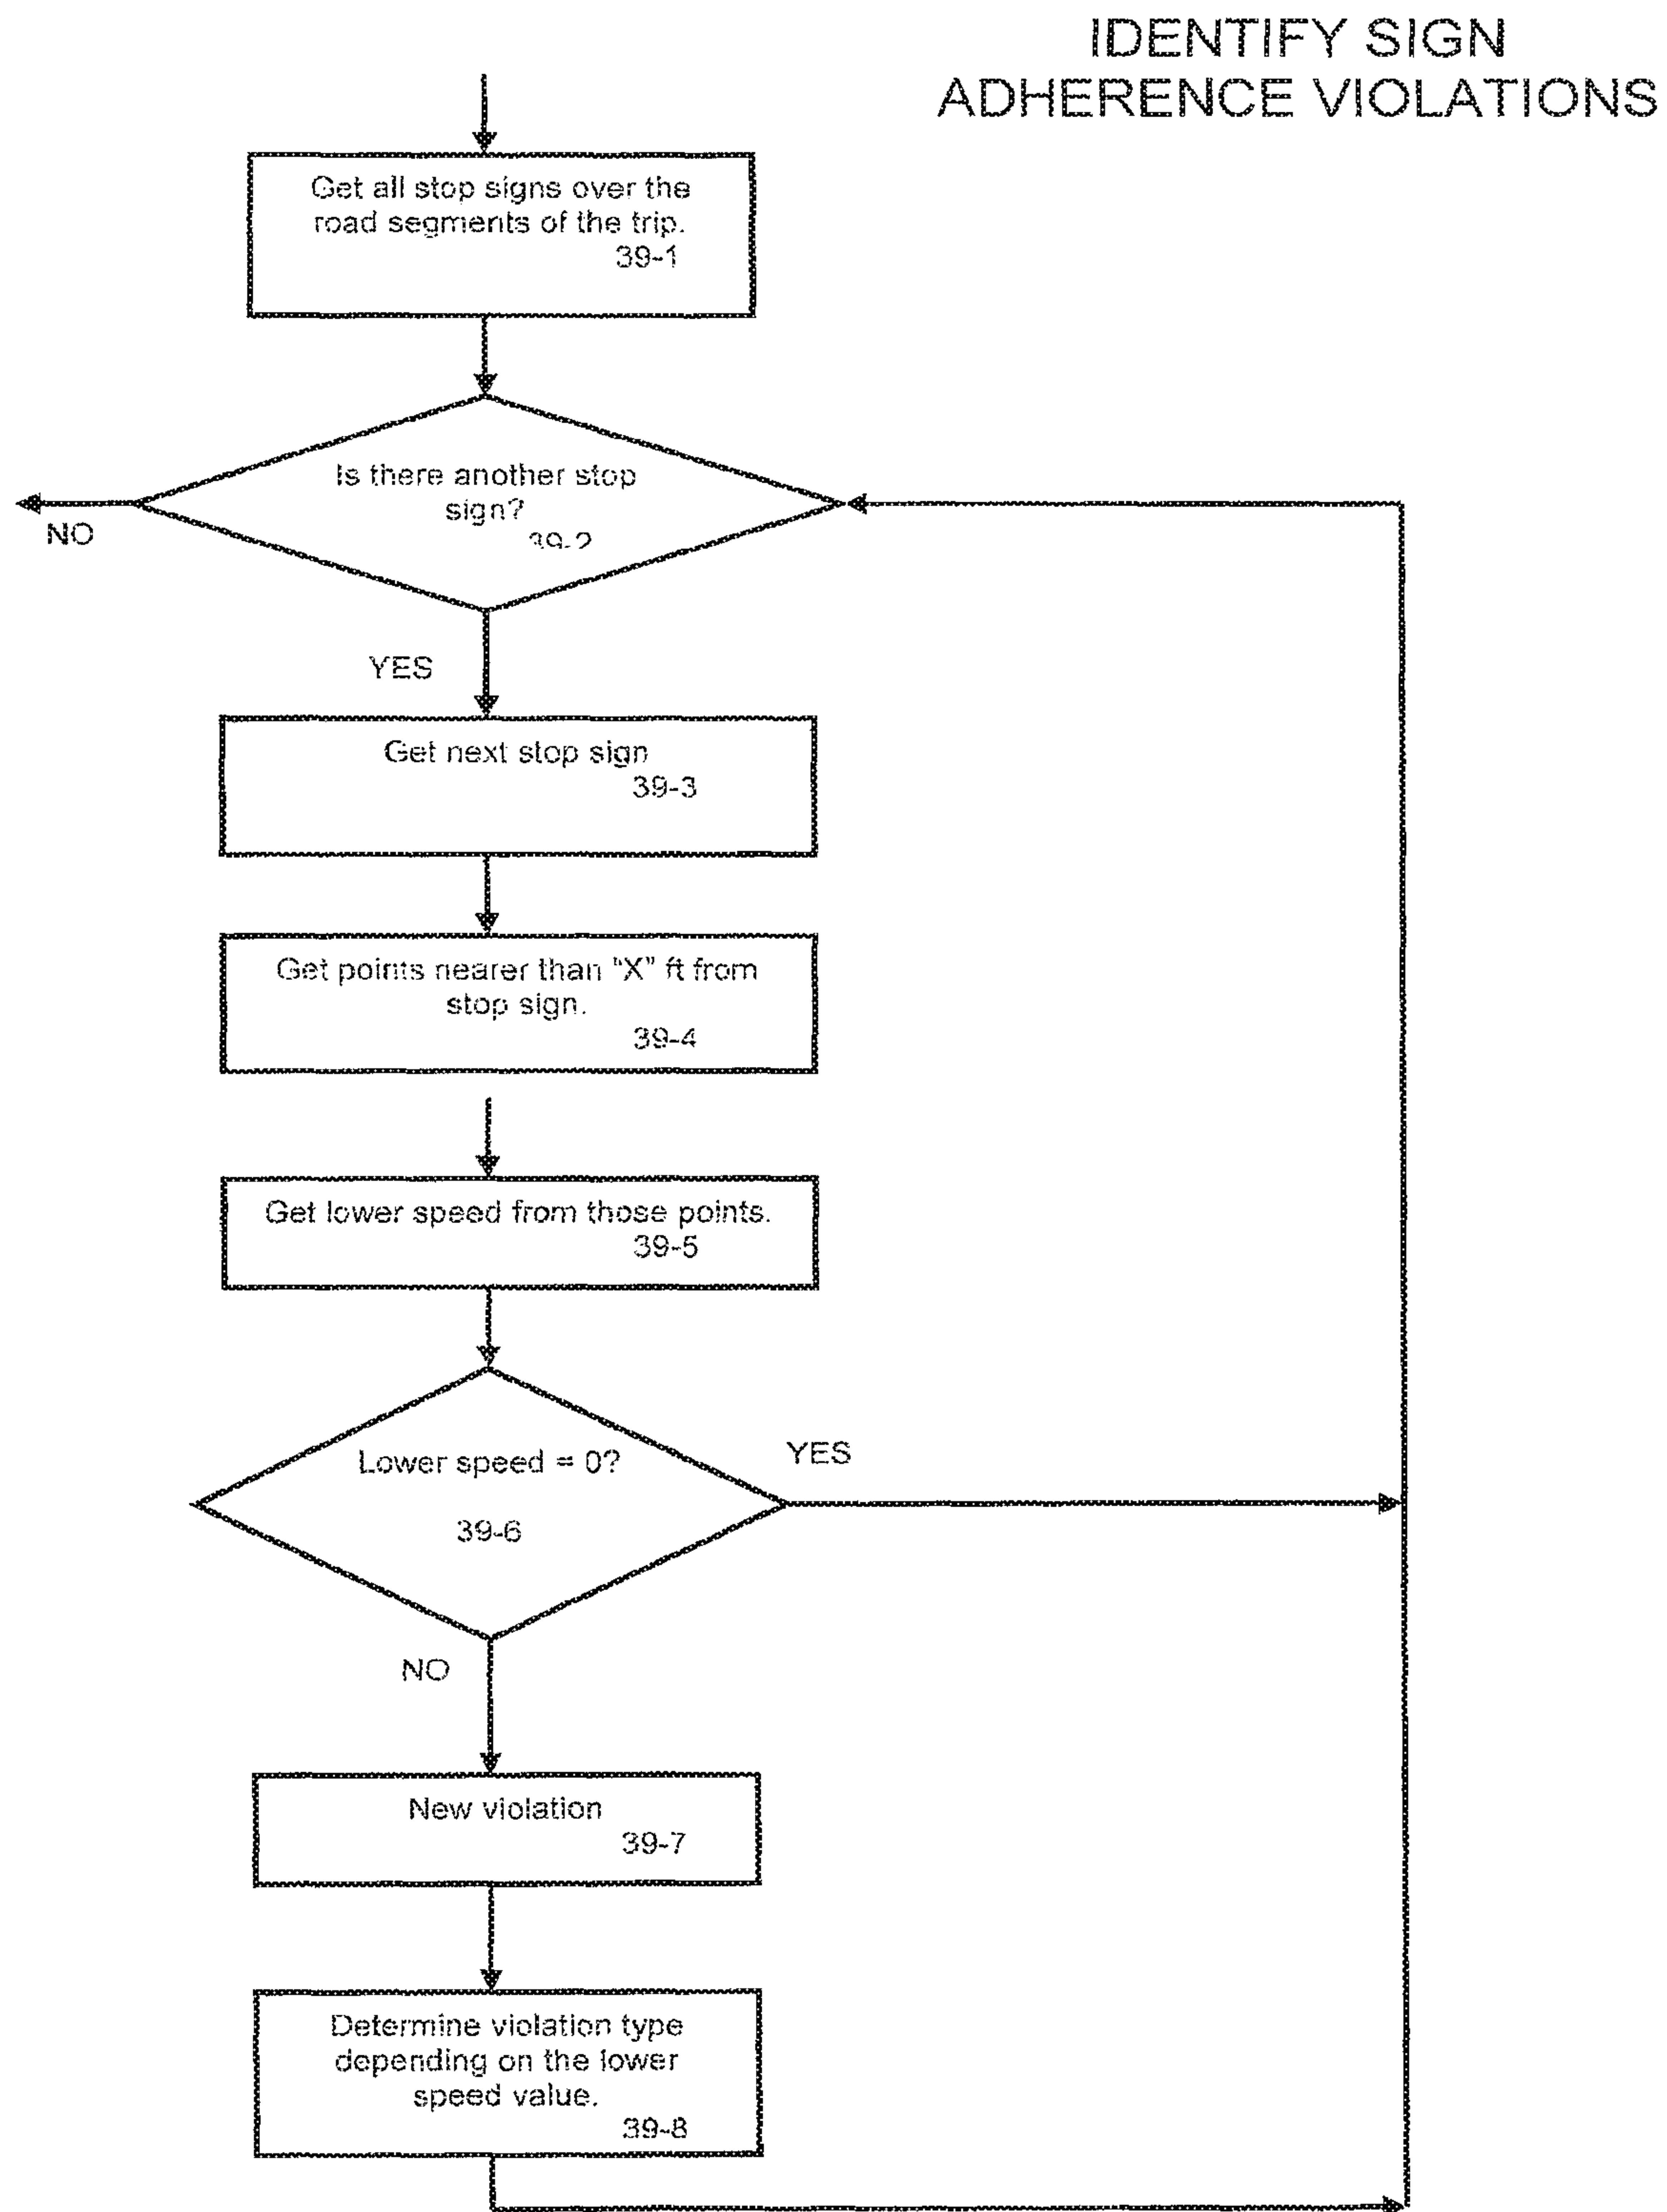 IDENTIFY SIGN
ADHERENCE VIOLATIONS
Get all stop signs over the
road segments of the trip.
39-1
Is there another stop
sign?
39-2
NO
YES
Get next stop sign
39-3
Get points nearer than "X" ft from
stop sign.
39-4
Get lower speed from those points.
39-5
Lower speed = 0?
39-6
YES
NO
New violation
39-7
Determine violation type
depending on the lower
speed value.
39-8